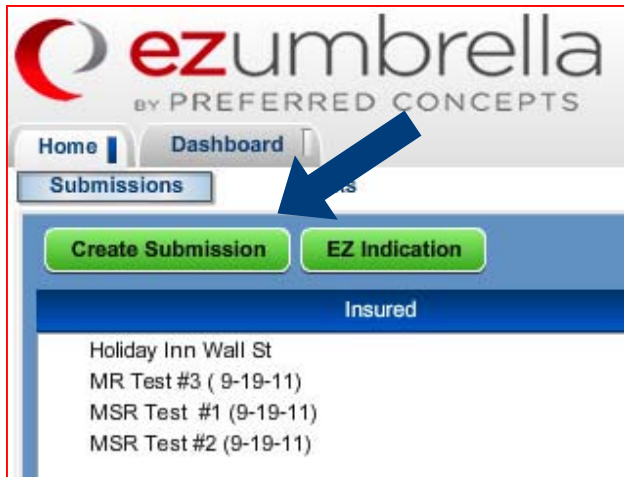 ezumbrella
BY PREFERRED CONCEPTS
Home Dashboard
Submissions
Create Submission EZ Indication
Insured
Holiday Inn Wall St
MR Test #3 ( 9-19-11)
MSR Test #1 (9-19-11)
MSR Test #2 (9-19-11)